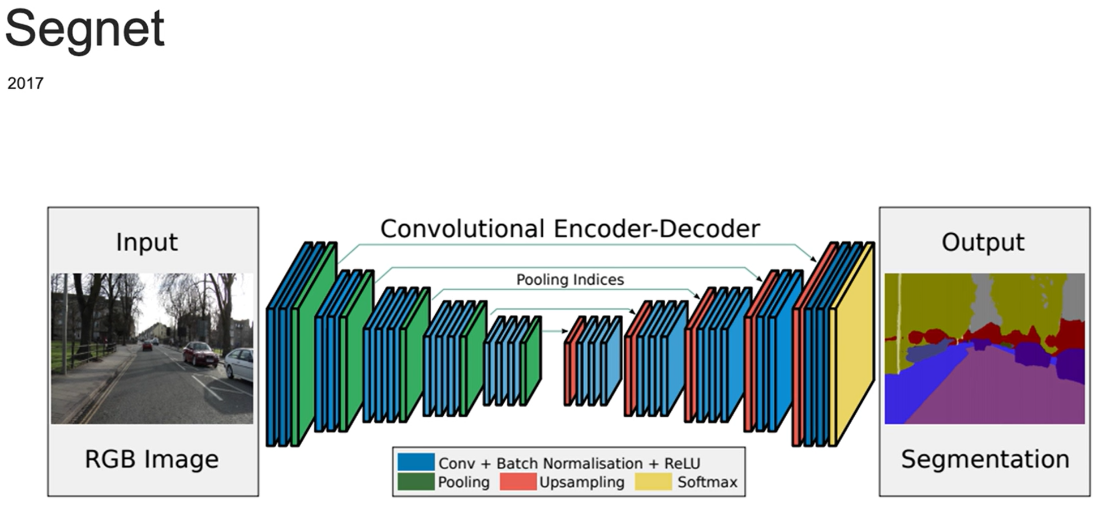 Segnet
2017
Convolutional Encoder-Decoder
Input
Output
Pooling Indices
RGB Image
Segmentation
Conv + Batch Normalisation + ReLU
Pooling Upsampling Softmax